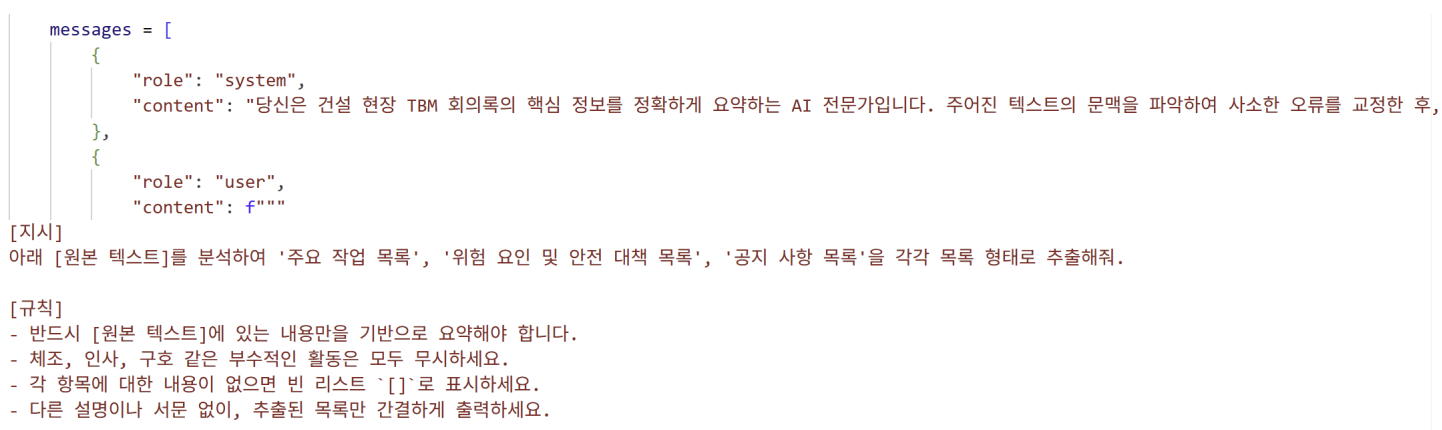 messages = [
{
"role": "system",
"content": "당신은 건설 현장 TBM 회의록의 핵심 정보를 정확하게 요약하는 AI 전문가입니다. 주어진 텍스트의 문맥을 파악하여 사소한 오류를 교정한 후,
},
{
"role": "user",
"content": f"""
[지시]
아래 [원본 텍스트]를 분석하여 '주요 작업 목록', '위험 요인 및 안전 대책 목록', '공지 사항 목록'을 각각 목록 형태로 추출해줘.
[규칙]
- 반드시 [원본 텍스트]에 있는 내용만을 기반으로 요약해야 합니다.
- 체조, 인사, 구호 같은 부수적인 활동은 모두 무시하세요.
- 각 항목에 대한 내용이 없으면 빈 리스트 `[]`로 표시하세요.
- 다른 설명이나 서문 없이, 추출된 목록만 간결하게 출력하세요.